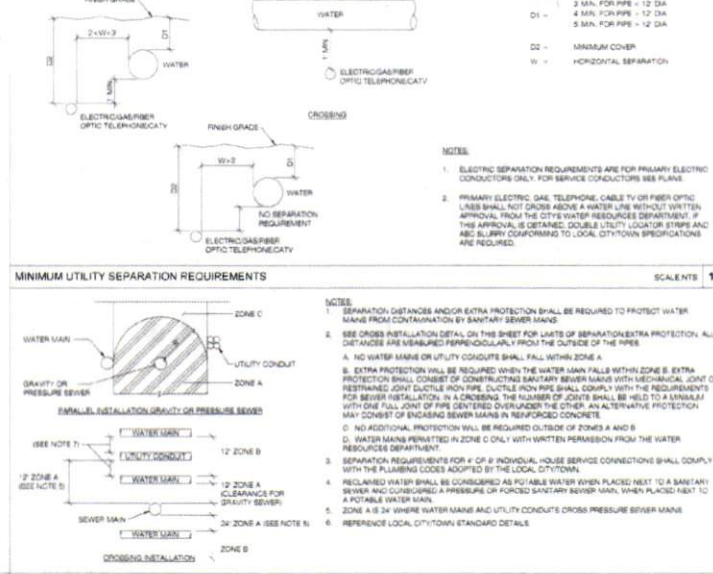 FINISH GRADE
2'<W<3'
D1
D2
WATER
1' MIN
ELECTRIC/GAS/FIBER
OPTIC TELEPHONE/CATV
WATER
1' MIN
ELECTRIC/GAS/FIBER
OPTIC TELEPHONE/CATV
CROSSING
3' MIN. FOR PIPE < 12" DIA
D1 - 4' MIN. FOR PIPE - 12" DIA
5' MIN. FOR PIPE > 12" DIA
D2 - MINIMUM COVER
W - HORIZONTAL SEPARATION
FINISH GRADE
W>3'
D1
D2
WATER
NO SEPARATION
REQUIREMENT
ELECTRIC/GAS/FIBER
OPTIC TELEPHONE/CATV
NOTES:
1. ELECTRIC SEPARATION REQUIREMENTS ARE FOR PRIMARY ELECTRIC
CONDUCTORS ONLY. FOR SERVICE CONDUCTORS SEE PLANS.
2. PRIMARY ELECTRIC, GAS, TELEPHONE, CABLE TV OR FIBER OPTIC
LINES SHALL NOT CROSS ABOVE A WATER LINE WITHOUT WRITTEN
APPROVAL FROM THE CITY'S WATER RESOURCES DEPARTMENT. IF
THIS APPROVAL IS OBTAINED, DOUBLE UTILITY LOCATOR STRIPS AND
ABC SLURRY CONFORMING TO LOCAL CITY/TOWN SPECIFICATIONS
ARE REQUIRED.
MINIMUM UTILITY SEPARATION REQUIREMENTS
SCALE:NTS 1
ZONE C
WATER MAIN
UTILITY CONDUIT
GRAVITY OR
PRESSURE SEWER
ZONE A
PARALLEL INSTALLATION GRAVITY OR PRESSURE SEWER
WATER MAIN
(SEE NOTE 7)
UTILITY CONDUIT
12" ZONE B
WATER MAIN
12" ZONE A
(SEE NOTE 5)
12" ZONE A
(CLEARANCE FOR
GRAVITY SEWER)
SEWER MAIN
24" ZONE A (SEE NOTE 5)
WATER MAIN
ZONE B
CROSSING INSTALLATION
NOTES:
1. SEPARATION DISTANCES AND/OR EXTRA PROTECTION SHALL BE REQUIRED TO PROTECT WATER
MAINS FROM CONTAMINATION BY SANITARY SEWER MAINS.
2. SEE CROSS INSTALLATION DETAIL ON THIS SHEET FOR LIMITS OF SEPARATION/EXTRA PROTECTION. ALL
DISTANCES ARE MEASURED PERPENDICULARLY FROM THE OUTSIDE OF THE PIPES.
A. NO WATER MAINS OR UTILITY CONDUITS SHALL FALL WITHIN ZONE A.
B. EXTRA PROTECTION WILL BE REQUIRED WHEN THE WATER MAIN FALLS WITHIN ZONE B. EXTRA
PROTECTION SHALL CONSIST OF CONSTRUCTING SANITARY SEWER MAINS WITH MECHANICAL JOINT O
RESTRAINED JOINT DUCTILE IRON PIPE. DUCTILE IRON PIPE SHALL COMPLY WITH THE REQUIREMENTS
FOR SEWER INSTALLATION. IN A CROSSING, THE NUMBER OF JOINTS SHALL BE HELD TO A MINIMUM
WITH ONE FULL JOINT OF PIPE CENTERED OVER/UNDER THE OTHER. AN ALTERNATIVE PROTECTION
MAY CONSIST OF ENCASING SEWER MAINS IN REINFORCED CONCRETE.
C. NO ADDITIONAL PROTECTION WILL BE REQUIRED OUTSIDE OF ZONES A AND B
D. WATER MAINS PERMITTED IN ZONE C ONLY WITH WRITTEN PERMISSION FROM THE WATER
RESOURCES DEPARTMENT.
3. SEPARATION REQUIREMENTS FOR 4" OR 6" INDIVIDUAL HOUSE SERVICE CONNECTIONS SHALL COMPLY
WITH THE PLUMBING CODES ADOPTED BY THE LOCAL CITY/TOWN.
4. RECLAIMED WATER SHALL BE CONSIDERED AS POTABLE WATER WHEN PLACED NEXT TO A SANITARY
SEWER AND CONSIDERED A PRESSURE OR FORCED SANITARY SEWER MAIN, WHEN PLACED NEXT TO
A POTABLE WATER MAIN.
5. ZONE A IS 24" WHERE WATER MAINS AND UTILITY CONDUITS CROSS PRESSURE SEWER MAINS.
6. REFERENCE LOCAL CITY/TOWN STANDARD DETAILS.